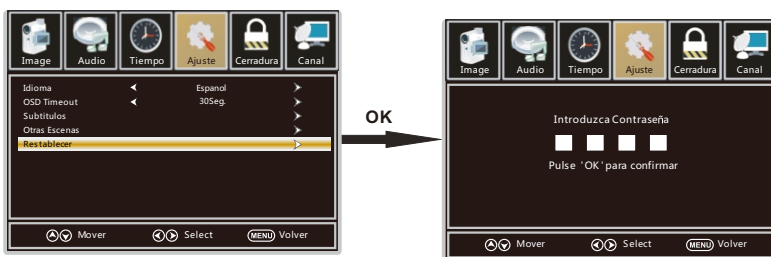 Image Audio Tiempo Ajuste Cerradura Canal
Idioma Espanol
OSD Timeout 30Seg.
Subtitulos
Otras Escenas
Restablecer
Mover Select MENU Volver
OK
Image Audio Tiempo Ajuste Cerradura Canal
Introduzca Contraseña
Pulse 'OK' para confirmar
Mover Select MENU Volver